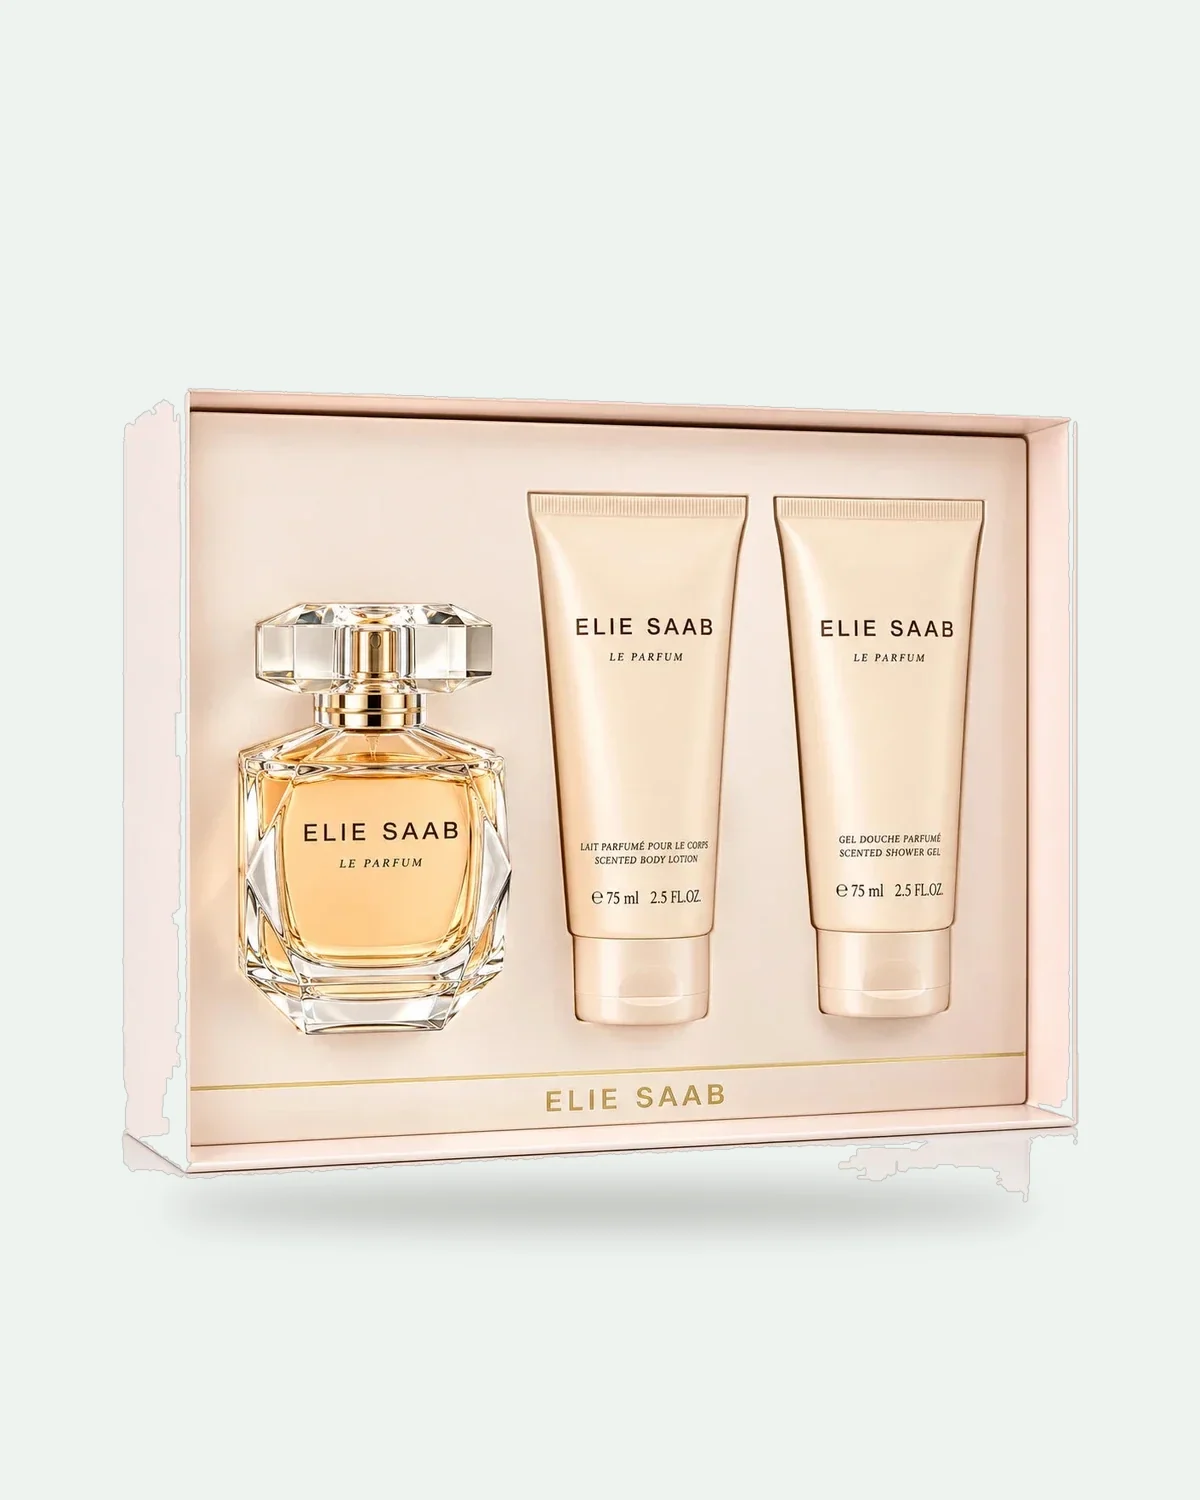 ELIE SAAB
LE PARFUM
ELIE SAAB
LE PARFUM
LAIT PARFUMÉ POUR LE CORPS
SCENTED BODY LOTION
℮ 75 ml 2.5 FL.OZ.
ELIE SAAB
LE PARFUM
GEL DOUCHE PARFUMÉ
SCENTED SHOWER GEL
℮ 75 ml 2.5 FL.OZ.
ELIE SAAB